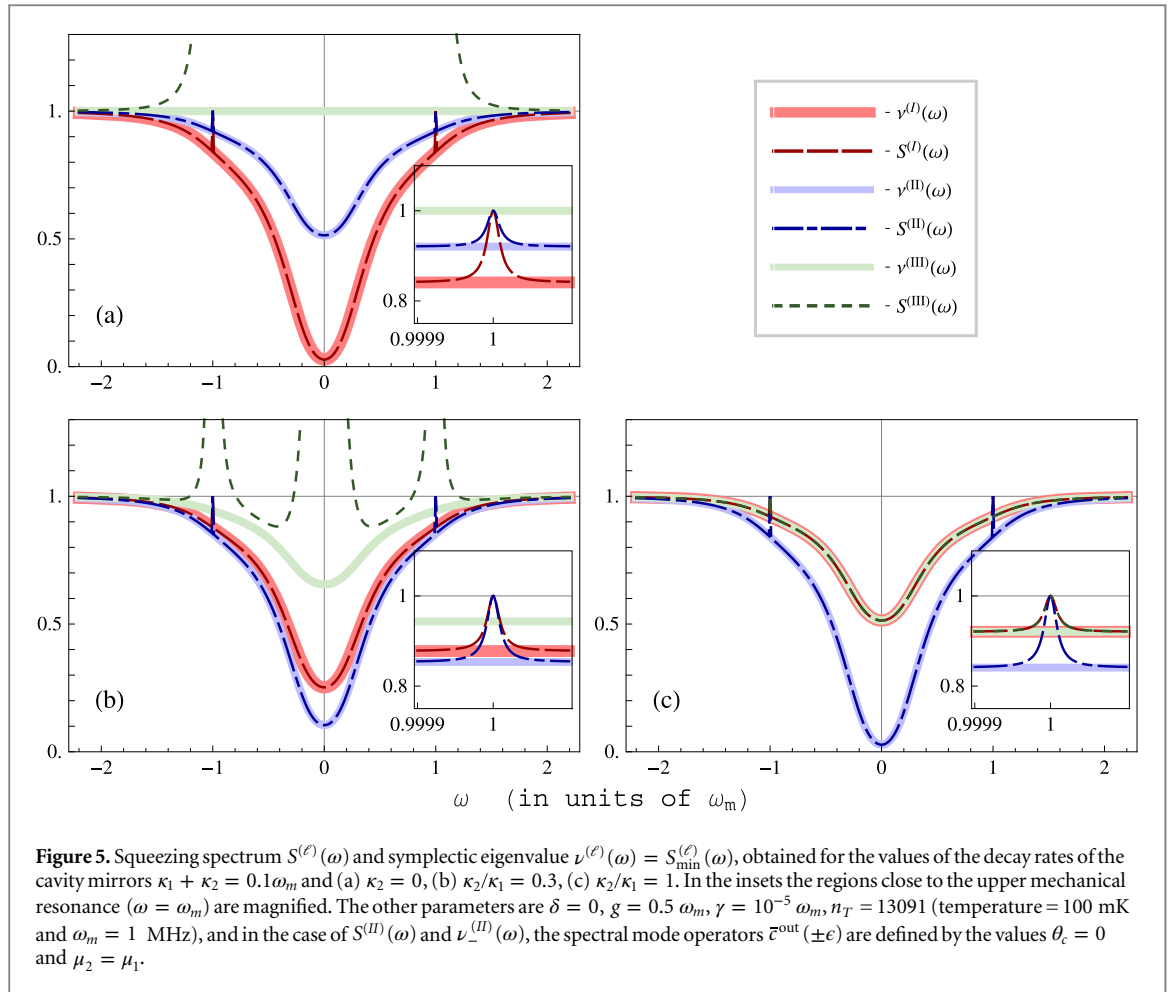 1.
0.5
0.
(a)
−2
−1
0
1
2
1
0.8
0.9999
1
- ν(I)(ω)
- S(I)(ω)
- ν(II)(ω)
- S(II)(ω)
- ν(III)(ω)
- S(III)(ω)
1.
0.5
0.
(b)
−2
−1
0
1
2
1
0.8
0.9999
1
1.
0.5
0.
(c)
−2
−1
0
1
2
1
0.8
0.9999
1
ω (in units of ωm)
Figure 5. Squeezing spectrum S^(ℓ)(ω) and symplectic eigenvalue ν^(ℓ)(ω) = S_min^(ℓ)(ω), obtained for the values of the decay rates of the
cavity mirrors κ₁ + κ₂ = 0.1ωm and (a) κ₂ = 0, (b) κ₂/κ₁ = 0.3, (c) κ₂/κ₁ = 1. In the insets the regions close to the upper mechanical
resonance (ω = ωm) are magnified. The other parameters are δ = 0, g = 0.5 ωm, γ = 10⁻⁵ ωm, n_T = 13091 (temperature = 100 mK
and ωm = 1 MHz), and in the case of S^(II)(ω) and ν_−^(II)(ω), the spectral mode operators c̄^out(±ϵ) are defined by the values θ_c = 0
and μ₂ = μ₁.